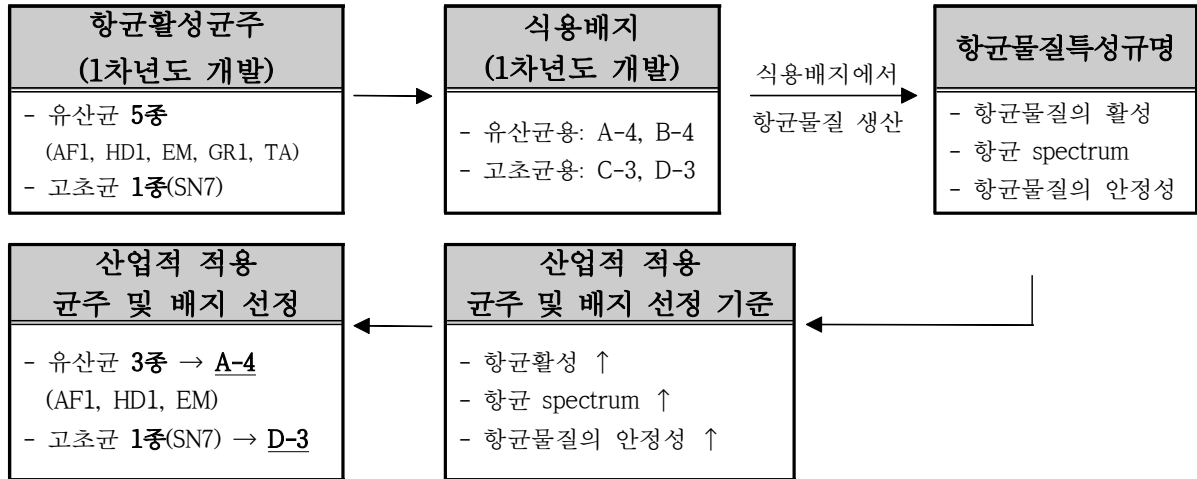 항균활성균주
(1차년도 개발)
- 유산균 5종
(AF1, HD1, EM, GR1, TA)
- 고초균 1종(SN7)
식용배지
(1차년도 개발)
- 유산균용: A-4, B-4
- 고초균용: C-3, D-3
식용배지에서
항균물질 생산
항균물질특성규명
- 항균물질의 활성
- 항균 spectrum
- 항균물질의 안정성
산업적 적용
균주 및 배지 선정 기준
- 항균활성 ↑
- 항균 spectrum ↑
- 항균물질의 안정성 ↑
산업적 적용
균주 및 배지 선정
- 유산균 3종 → A-4
(AF1, HD1, EM)
- 고초균 1종(SN7) → D-3